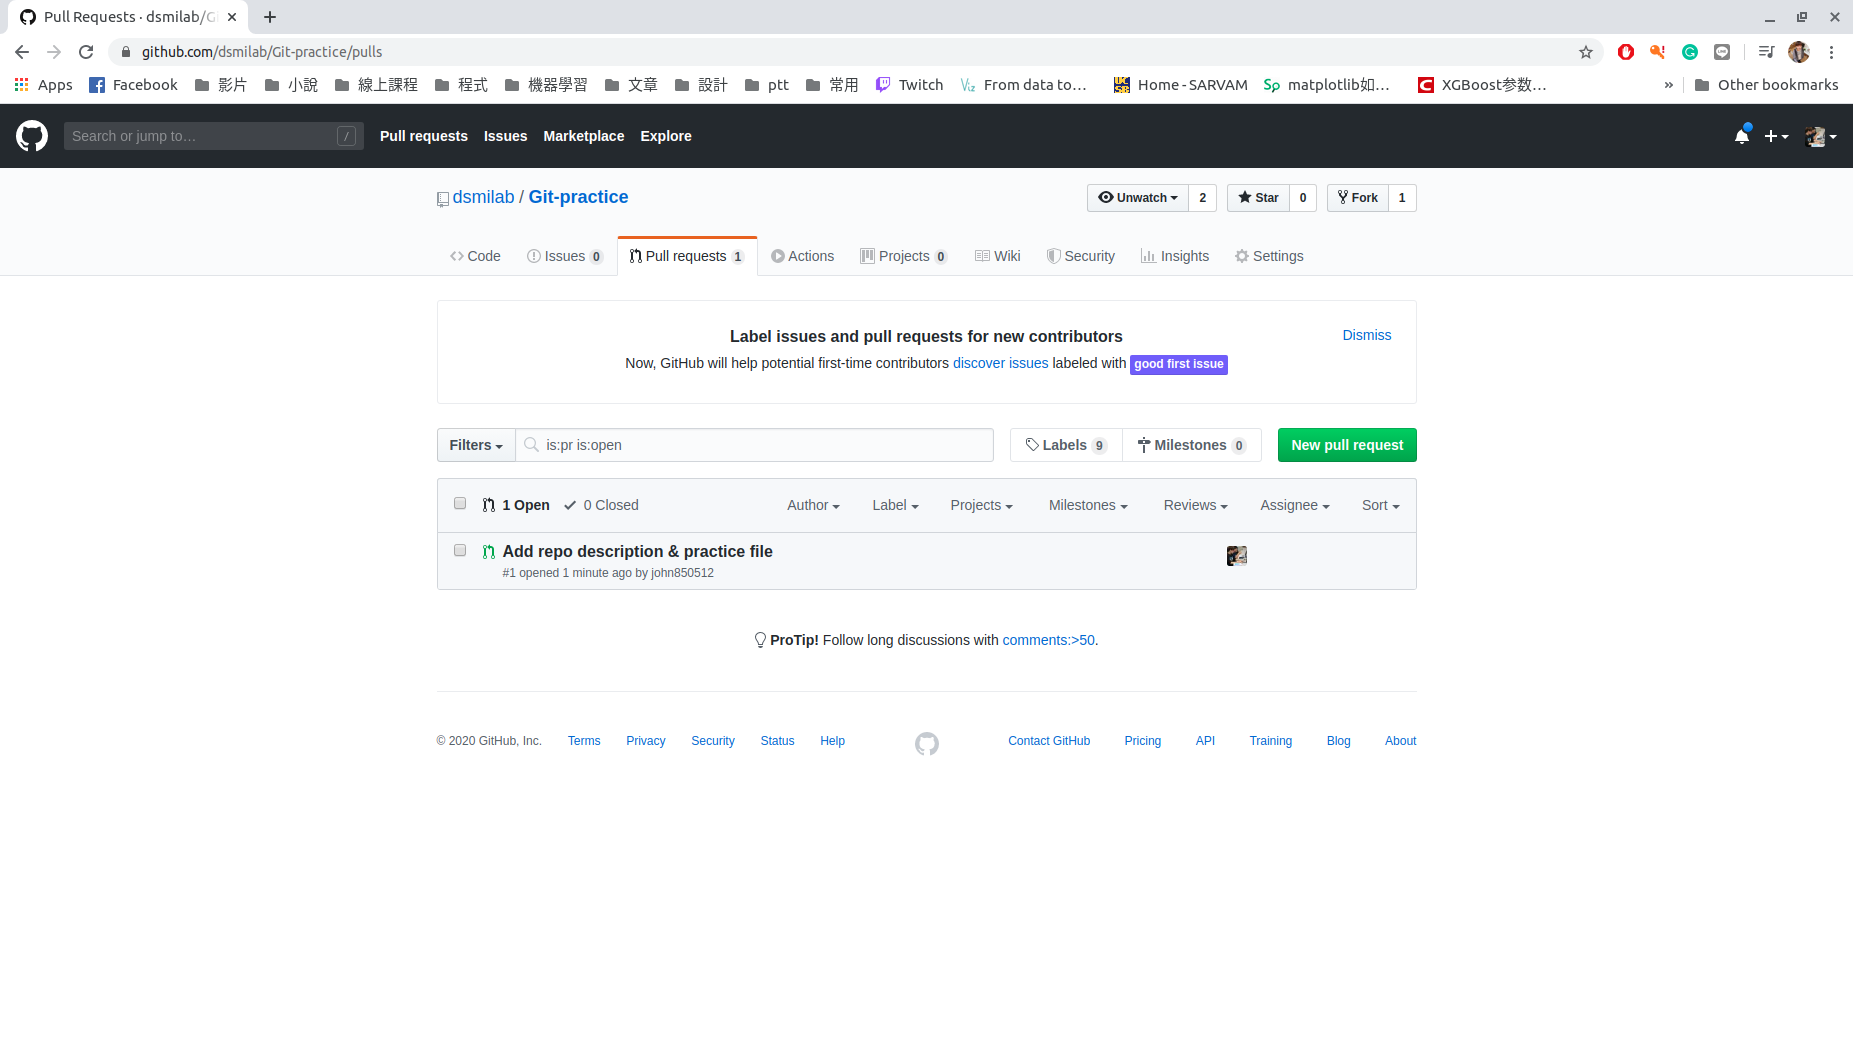 Pull Requests · dsmilab/G
github.com/dsmilab/Git-practice/pulls
Apps Facebook 影片 小說 線上課程 程式 機器學習 文章 設計 ptt 常用 Twitch From data to… Home - SARVAM matplotlib如… XGBoost参数… » Other bookmarks
Search or jump to… / Pull requests Issues Marketplace Explore
dsmilab / Git-practice Unwatch 2 Star 0 Fork 1
Code Issues 0 Pull requests 1 Actions Projects 0 Wiki Security Insights Settings
Label issues and pull requests for new contributors Dismiss
Now, GitHub will help potential first-time contributors discover issues labeled with good first issue
Filters is:pr is:open Labels 9 Milestones 0 New pull request
1 Open 0 Closed Author Label Projects Milestones Reviews Assignee Sort
Add repo description & practice file
#1 opened 1 minute ago by john850512
ProTip! Follow long discussions with comments:>50.
© 2020 GitHub, Inc. Terms Privacy Security Status Help Contact GitHub Pricing API Training Blog About